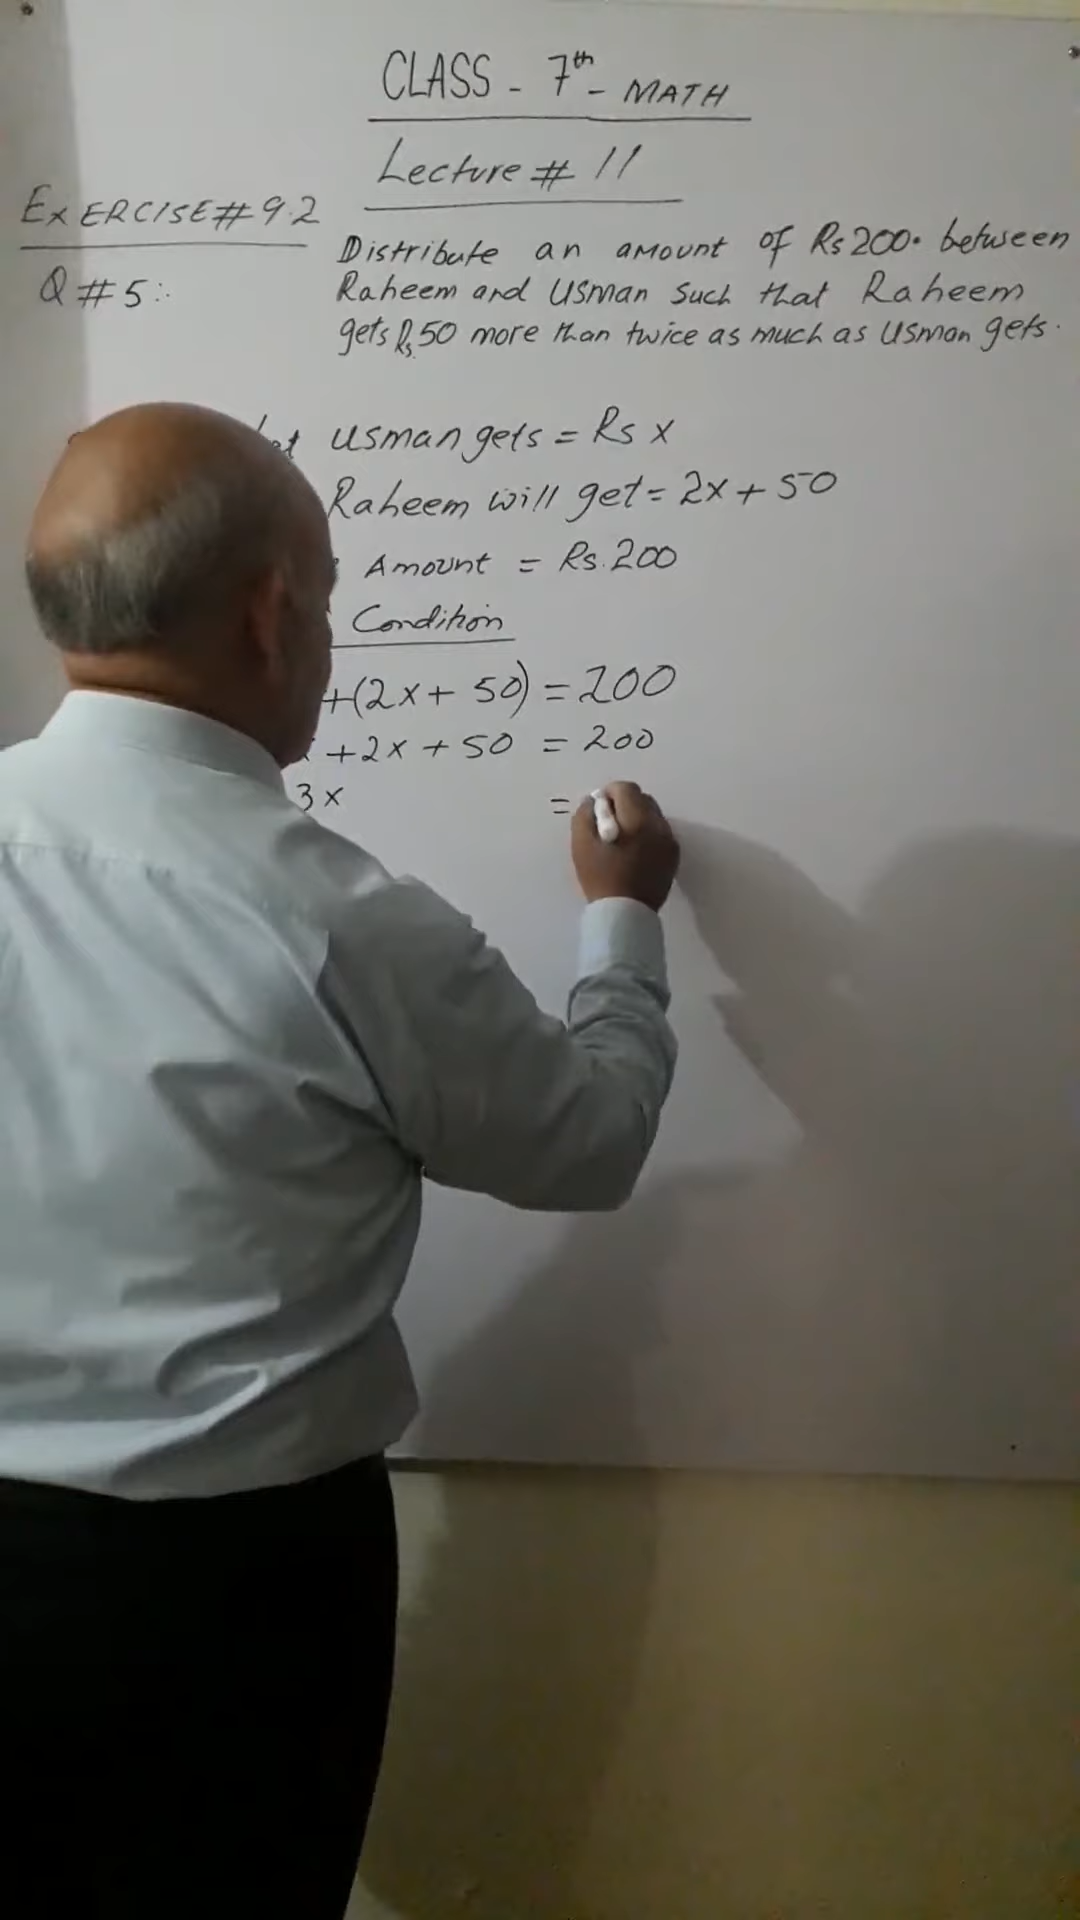 CLASS - 7th - MATH
Lecture # 11
EXERCISE # 9.2
Q # 5:
Distribute an amount of Rs 200. between
Raheem and Usman Such that Raheem
gets Rs.50 more than twice as much as Usman gets.
usman gets = Rs x
Raheem will get = 2x + 50
Amount = Rs.200
Condition
+(2x + 50) = 200
+2x + 50 = 200
3x =